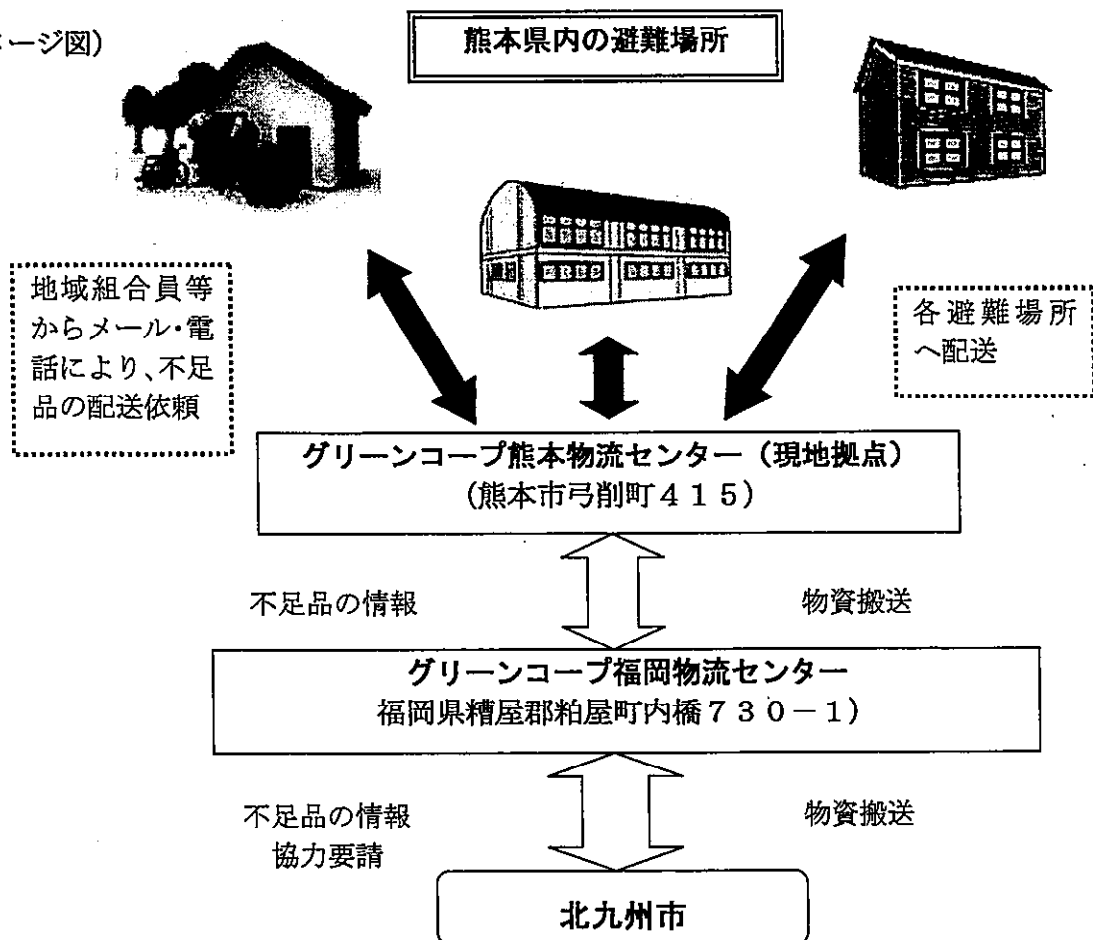 ージ図)
熊本県内の避難場所
地域組合員等
からメール・電
話により、不足
品の配送依頼
各避難場所
へ配送
グリーンコープ熊本物流センター（現地拠点）
(熊本市弓削町４１５)
不足品の情報
物資搬送
グリーンコープ福岡物流センター
福岡県糟屋郡粕屋町内橋７３０－１)
不足品の情報
協力要請
物資搬送
北九州市